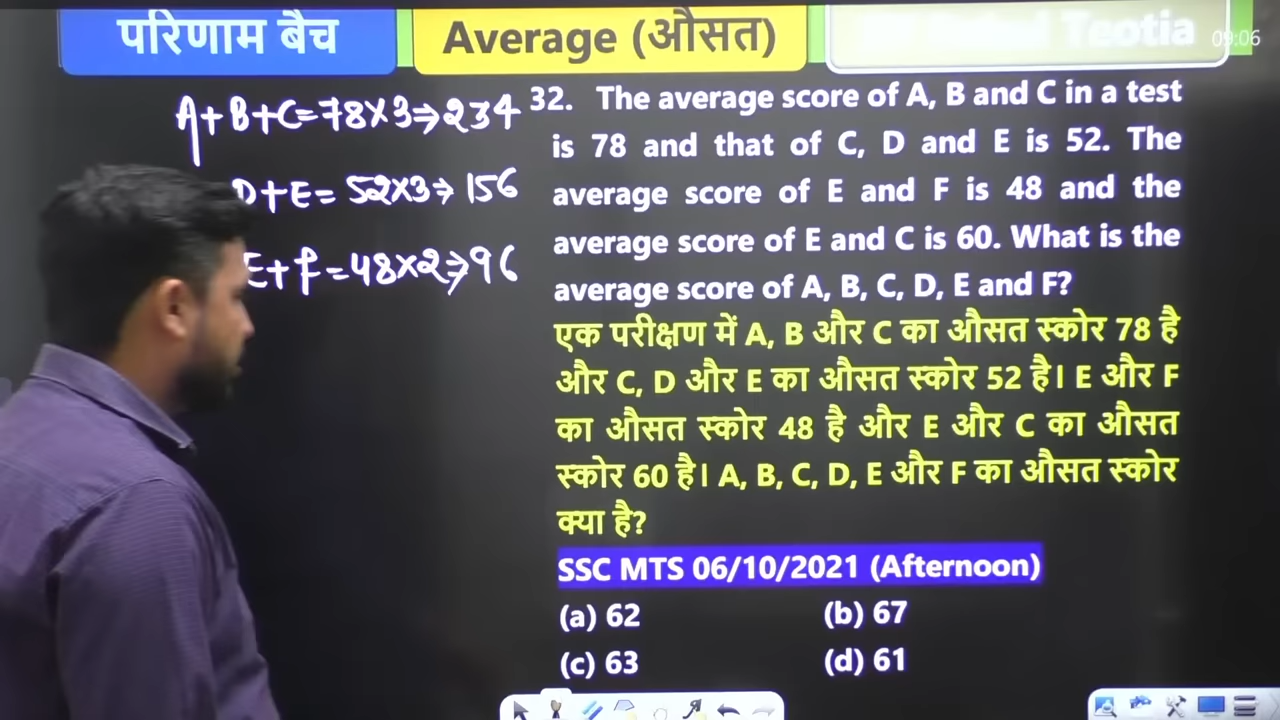 परिणाम बैच
Average (औसत)
Teotia
09:06
A+B+C=78×3⇒234
D+E=52×3⇒156
E+F=48×2⇒96
32. The average score of A, B and C in a test
is 78 and that of C, D and E is 52. The
average score of E and F is 48 and the
average score of E and C is 60. What is the
average score of A, B, C, D, E and F?
एक परीक्षण में A, B और C का औसत स्कोर 78 है
और C, D और E का औसत स्कोर 52 है। E और F
का औसत स्कोर 48 है और E और C का औसत
स्कोर 60 है। A, B, C, D, E और F का औसत स्कोर
क्या है?
SSC MTS 06/10/2021 (Afternoon)
(a) 62 (b) 67
(c) 63 (d) 61